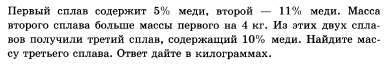 Первый сплав содержит 5% меди, второй — 11% меди. Масса
второго сплава больше массы первого на 4 кг. Из этих двух спла-
вов получили третий сплав, содержащий 10% меди. Найдите мас-
су третьего сплава. Ответ дайте в килограммах.